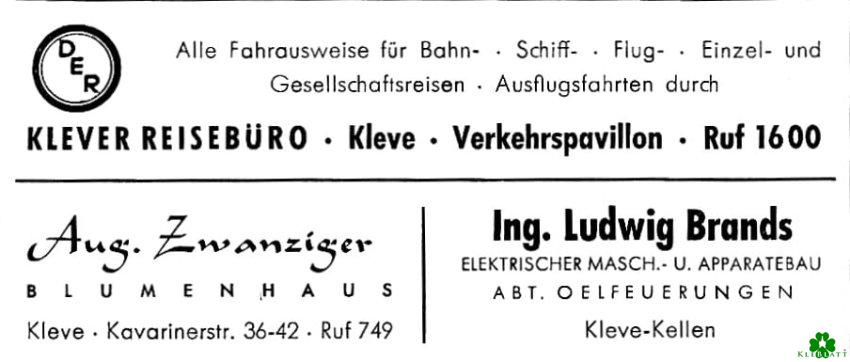 DER
Alle Fahrausweise für Bahn- · Schiff- · Flug- · Einzel- und
Gesellschaftsreisen · Ausflugsfahrten durch
KLEVER REISEBÜRO · Kleve · Verkehrspavillon · Ruf 1600
Aug. Zwanziger
BLUMENHAUS
Kleve · Kavarinerstr. 36-42 · Ruf 749
Ing. Ludwig Brands
ELEKTRISCHER MASCH.- U. APPARATEBAU
ABT. OELFEUERUNGEN
Kleve-Kellen
KLEBLATT